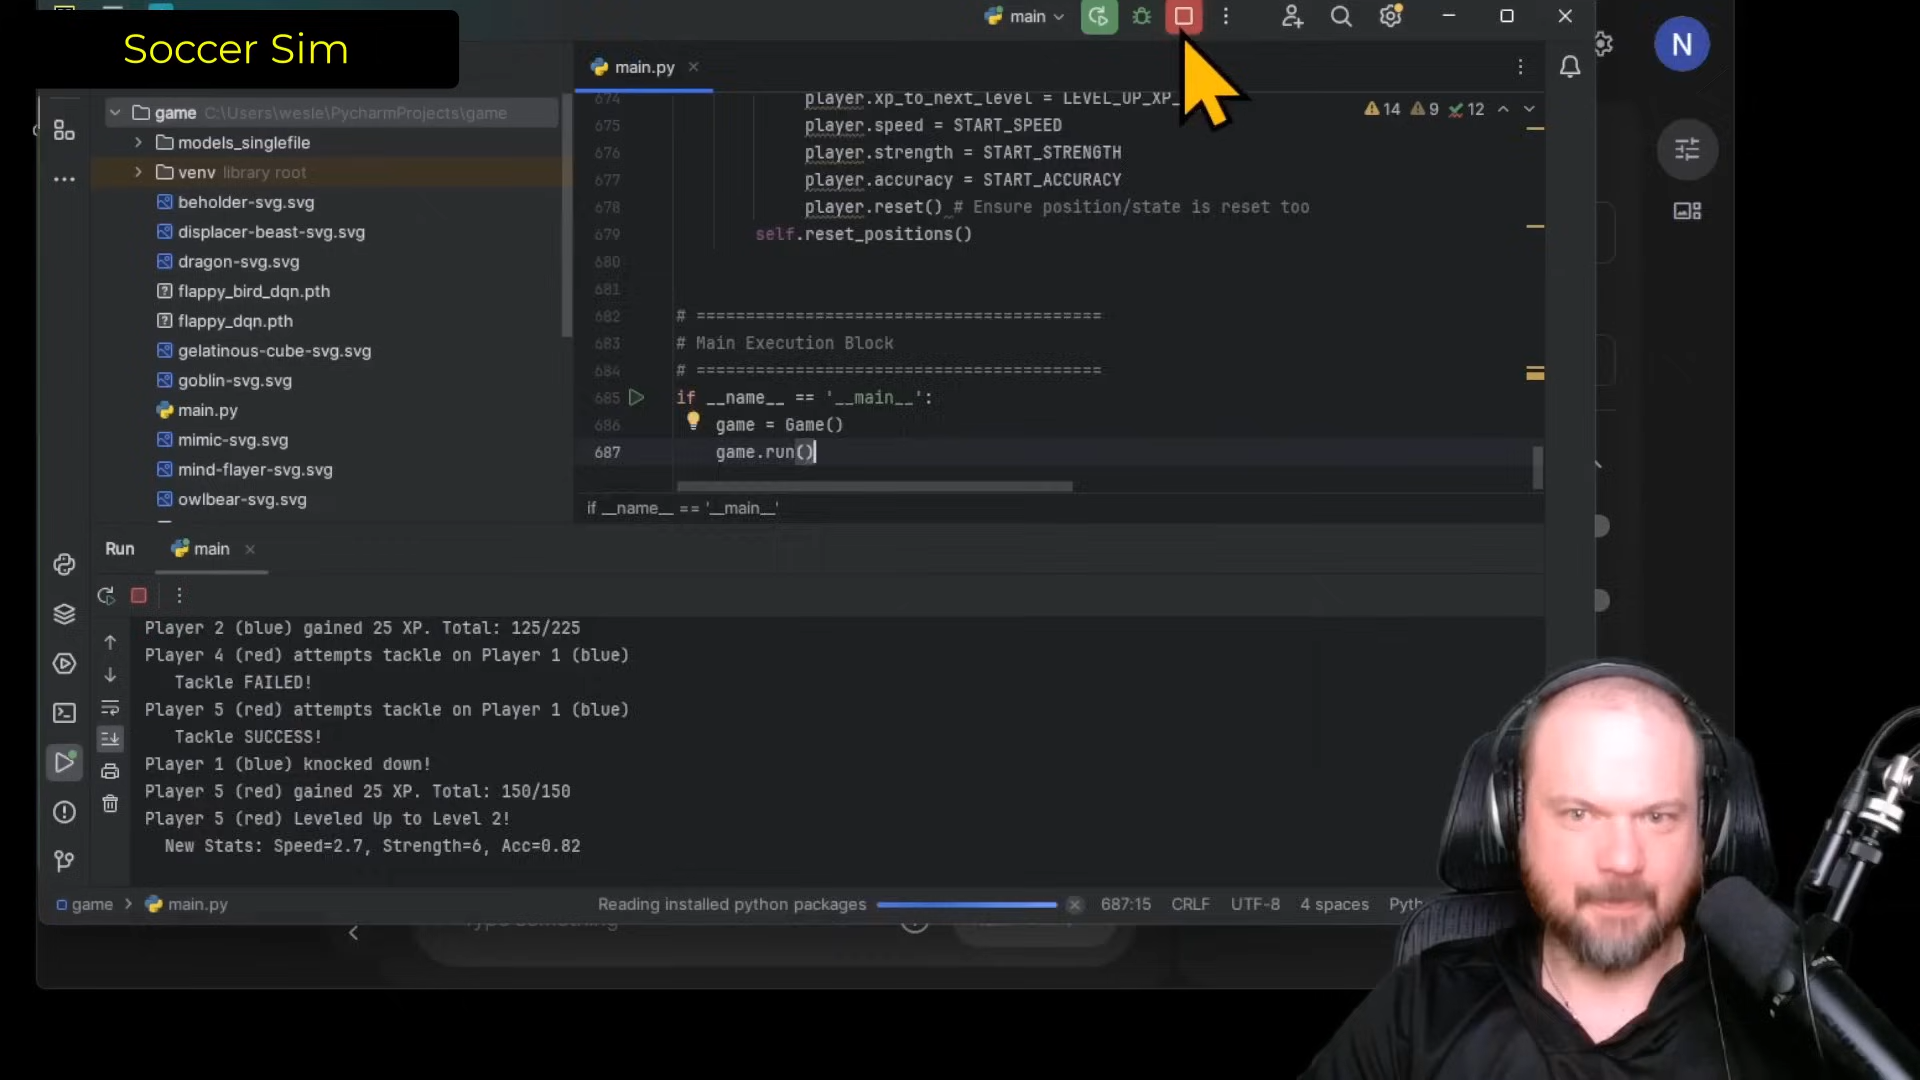 Soccer Sim
main
N
main.py
game C:\Users\wesle\PycharmProjects\game
models_singlefile
venv library root
beholder-svg.svg
displacer-beast-svg.svg
dragon-svg.svg
flappy_bird_dqn.pth
flappy_dqn.pth
gelatinous-cube-svg.svg
goblin-svg.svg
main.py
mimic-svg.svg
mind-flayer-svg.svg
owlbear-svg.svg
14 9 12
674 player.xp_to_next_level = LEVEL_UP_XP_
675 player.speed = START_SPEED
676 player.strength = START_STRENGTH
677 player.accuracy = START_ACCURACY
678 player.reset() # Ensure position/state is reset too
679 self.reset_positions()
680
681
682 # =========================================
683 # Main Execution Block
684 # =========================================
685 if __name__ == '__main__':
686 game = Game()
687 game.run()
if __name__ == '__main__'
Run main
Player 2 (blue) gained 25 XP. Total: 125/225
Player 4 (red) attempts tackle on Player 1 (blue)
Tackle FAILED!
Player 5 (red) attempts tackle on Player 1 (blue)
Tackle SUCCESS!
Player 1 (blue) knocked down!
Player 5 (red) gained 25 XP. Total: 150/150
Player 5 (red) Leveled Up to Level 2!
New Stats: Speed=2.7, Strength=6, Acc=0.82
game > main.py
Reading installed python packages
687:15 CRLF UTF-8 4 spaces Pyth
Type something